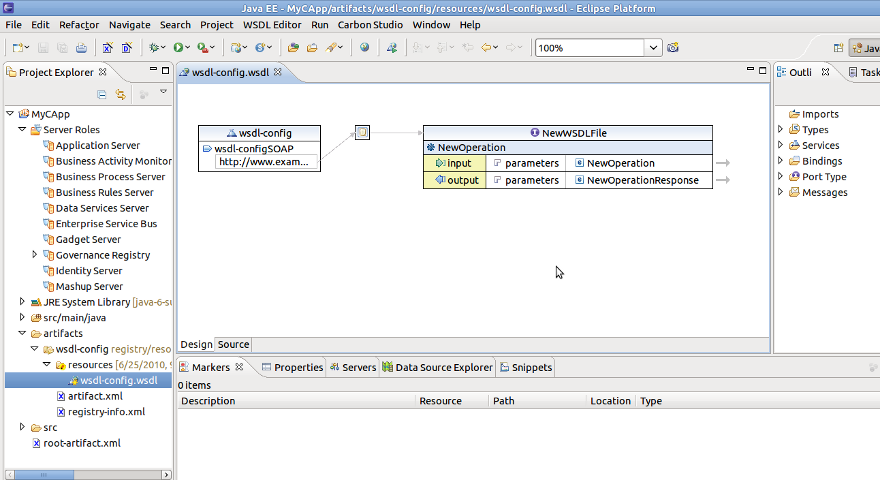 Java EE - MyCApp/artifacts/wsdl-config/resources/wsdl-config.wsdl - Eclipse Platform
File Edit Refactor Navigate Search Project WSDL Editor Run Carbon Studio Window Help
100%
Jav
Project Explorer
MyCApp
Server Roles
Application Server
Business Activity Monitor
Business Process Server
Business Rules Server
Data Services Server
Enterprise Service Bus
Gadget Server
Governance Registry
Identity Server
Mashup Server
JRE System Library [java-6-su
src/main/java
artifacts
wsdl-config registry/reso
resources [6/25/2010, 9
wsdl-config.wsdl
artifact.xml
registry-info.xml
src
root-artifact.xml
wsdl-config.wsdl
wsdl-config
wsdl-configSOAP
http://www.exam...
NewWSDLFile
NewOperation
input parameters NewOperation
output parameters NewOperationResponse
Design Source
Outli Task
Imports
Types
Services
Bindings
Port Type
Messages
Markers Properties Servers Data Source Explorer Snippets
0 items
Description Resource Path Location Type